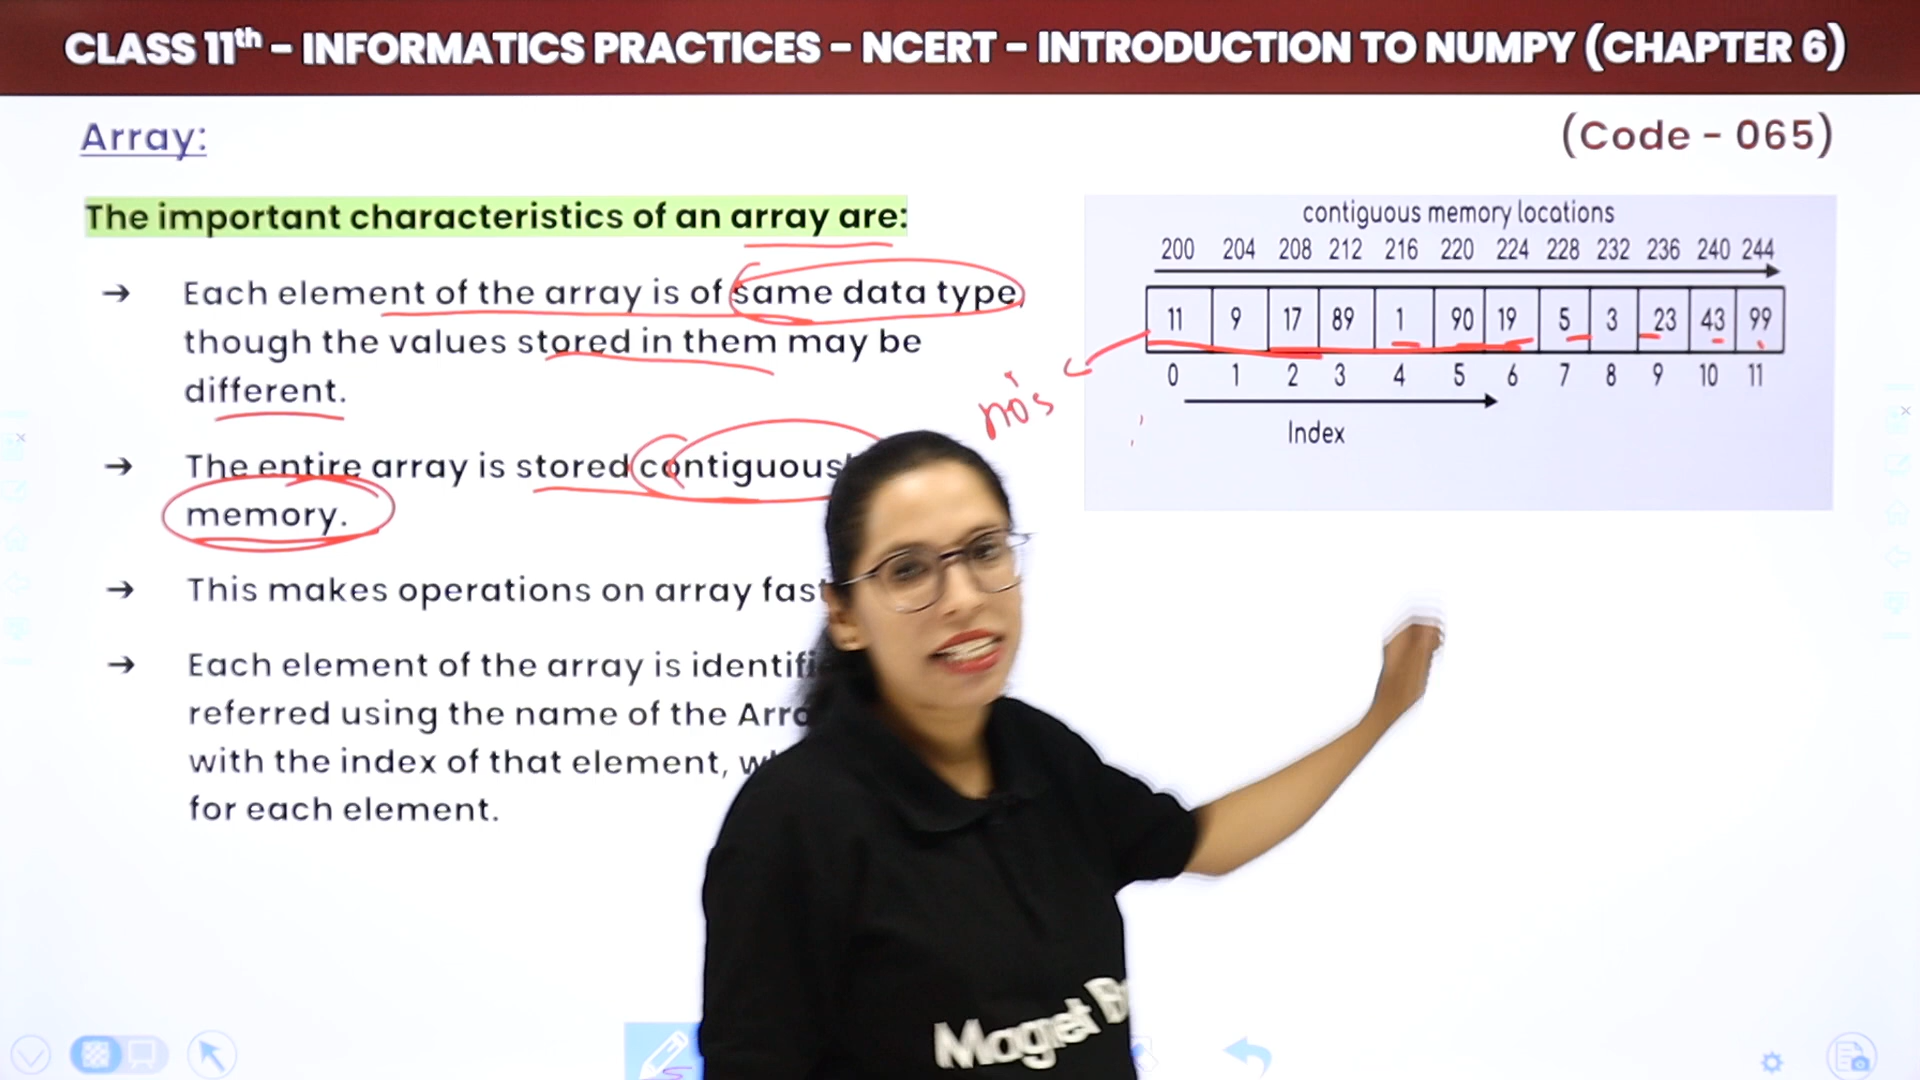 CLASS 11th – INFORMATICS PRACTICES – NCERT – INTRODUCTION TO NUMPY (CHAPTER 6)
Array:
(Code - 065)
The important characteristics of an array are:
→ Each element of the array is of same data type,
though the values stored in them may be
different.
→ The entire array is stored contiguous
memory.
→ This makes operations on array fast
→ Each element of the array is identifi
referred using the name of the Arr
with the index of that element, w
for each element.
contiguous memory locations
200 204 208 212 216 220 224 228 232 236 240 244
11 9 17 89 1 90 19 5 3 23 43 99
0 1 2 3 4 5 6 7 8 9 10 11
Index
nos
Magnet B